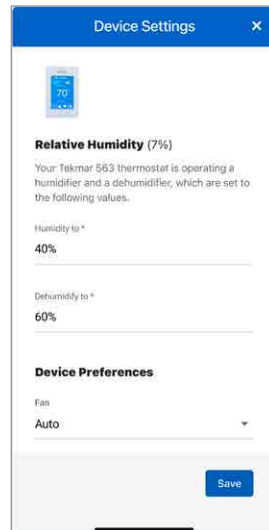 Device Settings ×
70°
Relative Humidity (7%)
Your Tekmar 563 thermostat is operating a
humidifier and a dehumidifier, which are set to
the following values.
Humidity to *
40%
Dehumidify to *
60%
Device Preferences
Fan
Auto
Save